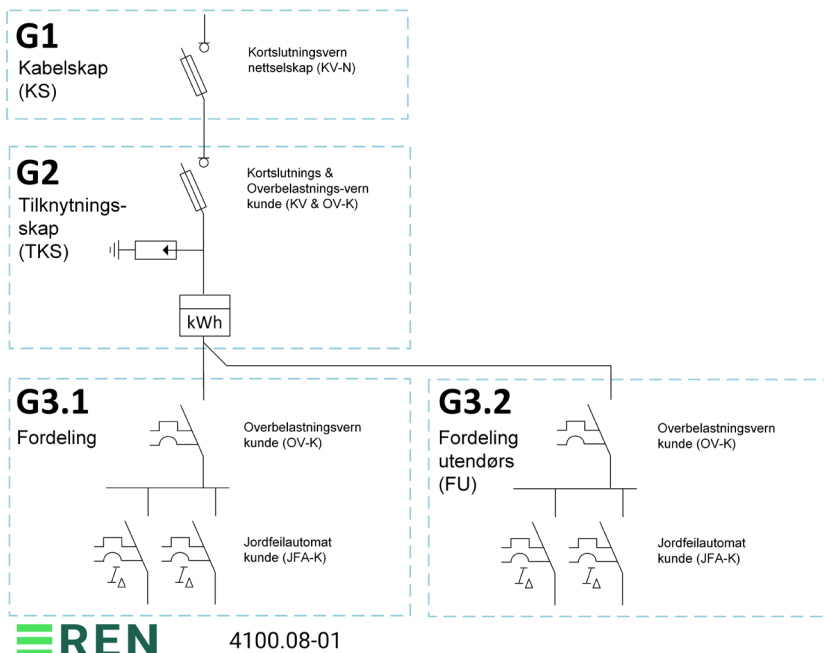 G1
Kabelskap
(KS)
Kortslutningsvern
nettselskap (KV-N)
G2
Tilknytnings-
skap
(TKS)
Kortslutnings &
Overbelastnings-vern
kunde (KV & OV-K)
kWh
G3.1
Fordeling
Overbelastningsvern
kunde (OV-K)
Jordfeilautomat
kunde (JFA-K)
I∆
I∆
G3.2
Fordeling
utendørs
(FU)
Overbelastningsvern
kunde (OV-K)
Jordfeilautomat
kunde (JFA-K)
I∆
I∆
REN
4100.08-01